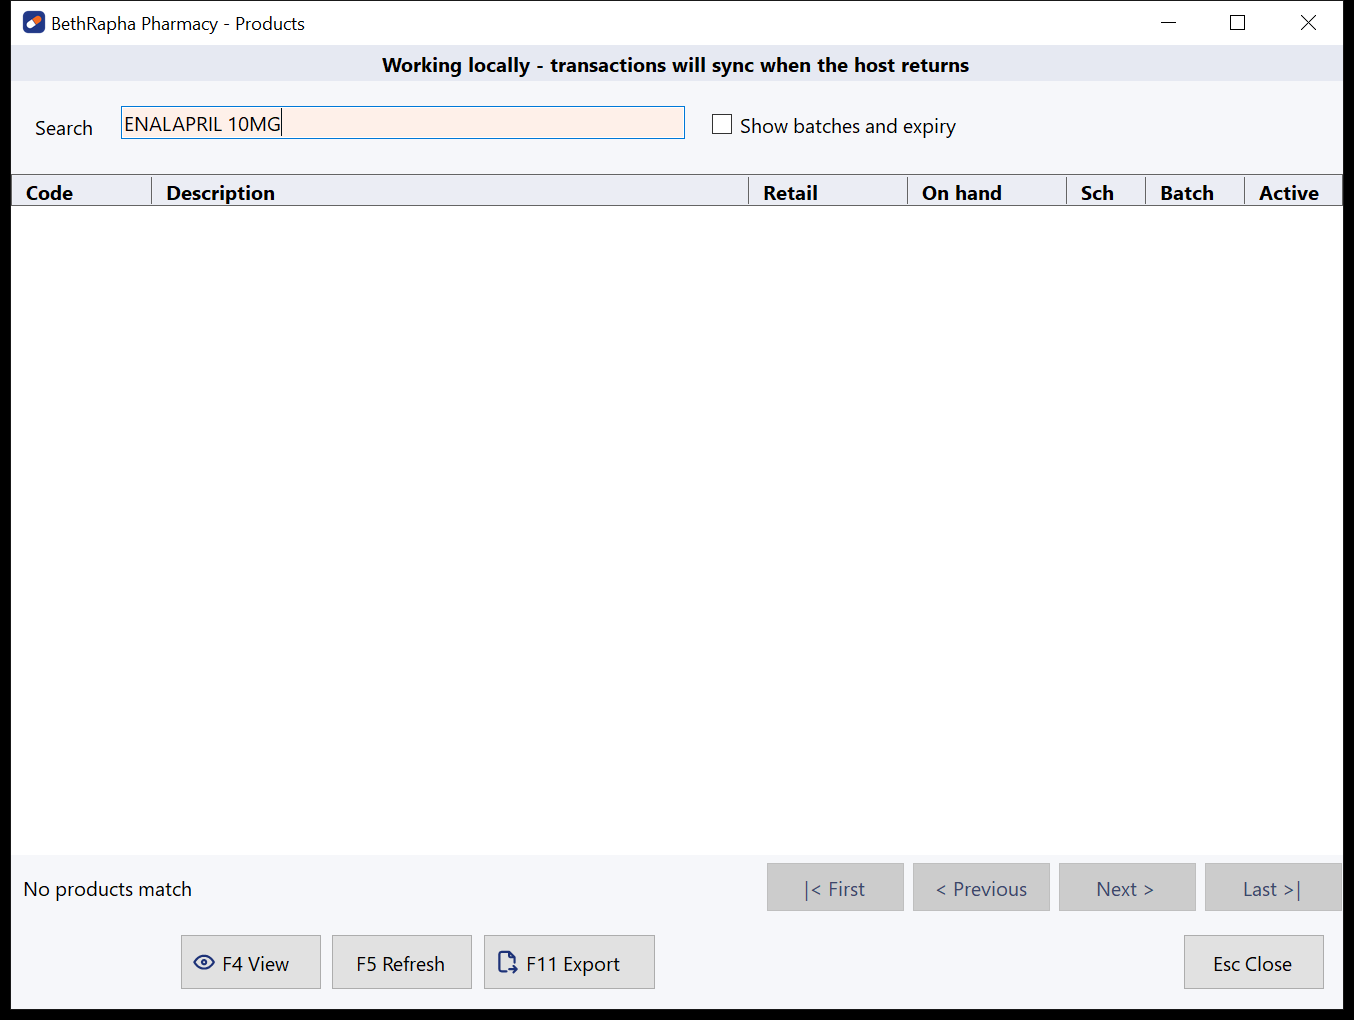 BethRapha Pharmacy - Products
Working locally - transactions will sync when the host returns
Search ENALAPRIL 10MG Show batches and expiry
Code Description Retail On hand Sch Batch Active
No products match |< First < Previous Next > Last >|
F4 View F5 Refresh F11 Export Esc Close